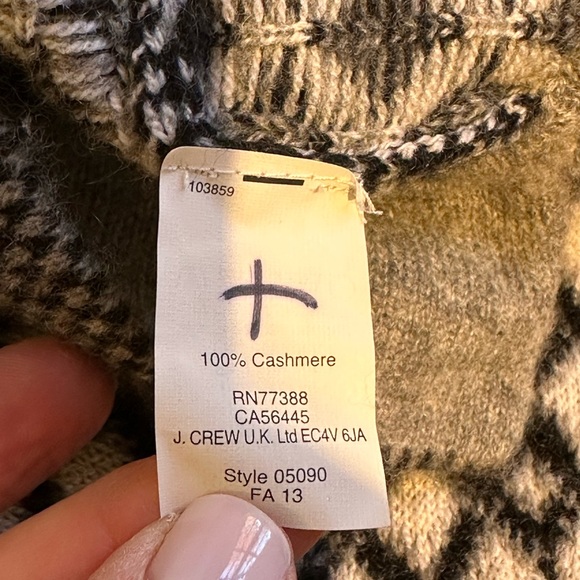 103859
100% Cashmere
RN77388
CA56445
J. CREW U.K. Ltd EC4V 6JA
Style 05090
FA 13